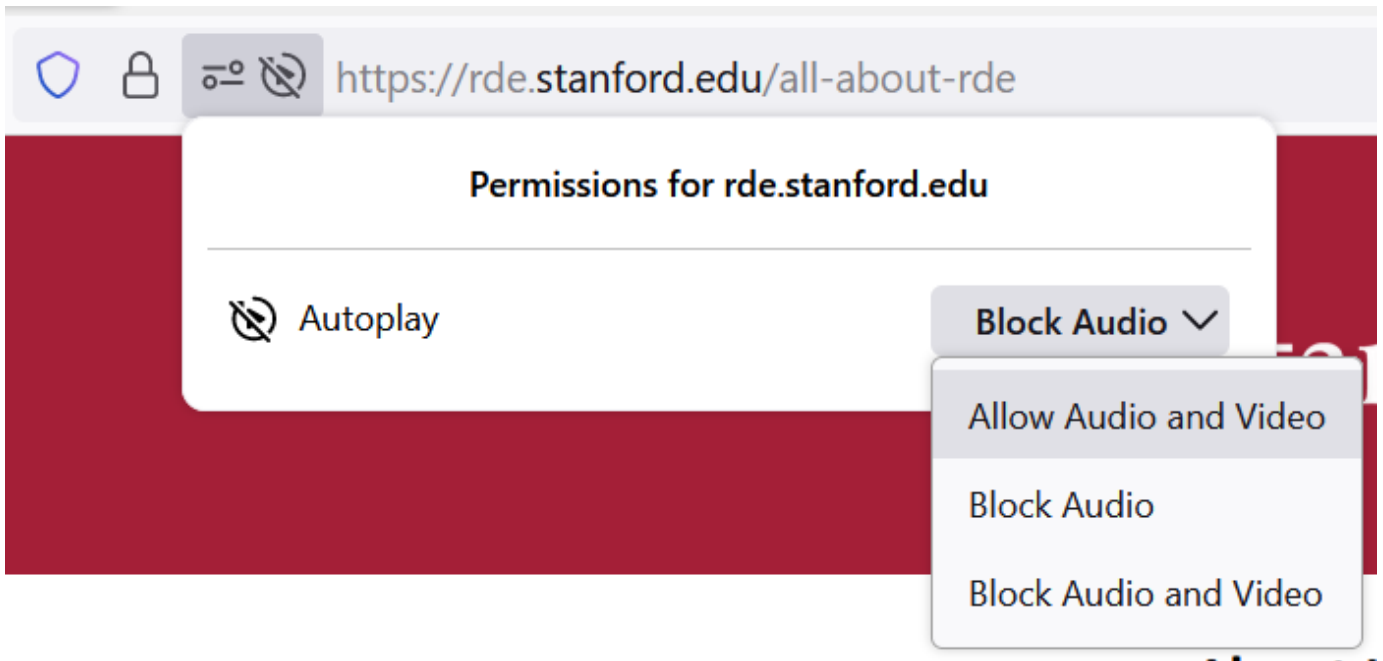 https://rde.stanford.edu/all-about-rde
Permissions for rde.stanford.edu
Autoplay
Block Audio
Allow Audio and Video
Block Audio
Block Audio and Video